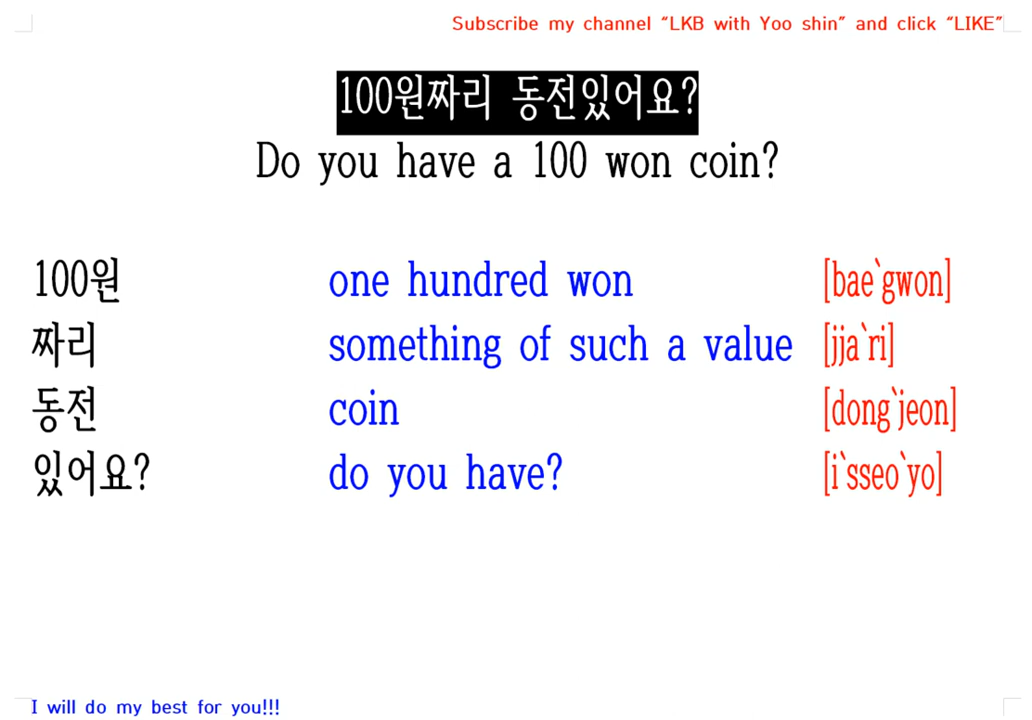 Subscribe my channel “LKB with Yoo shin” and click “LIKE”
100원짜리 동전있어요?
Do you have a 100 won coin?
100원 one hundred won [bae`gwon]
짜리 something of such a value [jja`ri]
동전 coin [dong`jeon]
있어요? do you have? [i`sseo`yo]
I will do my best for you!!!